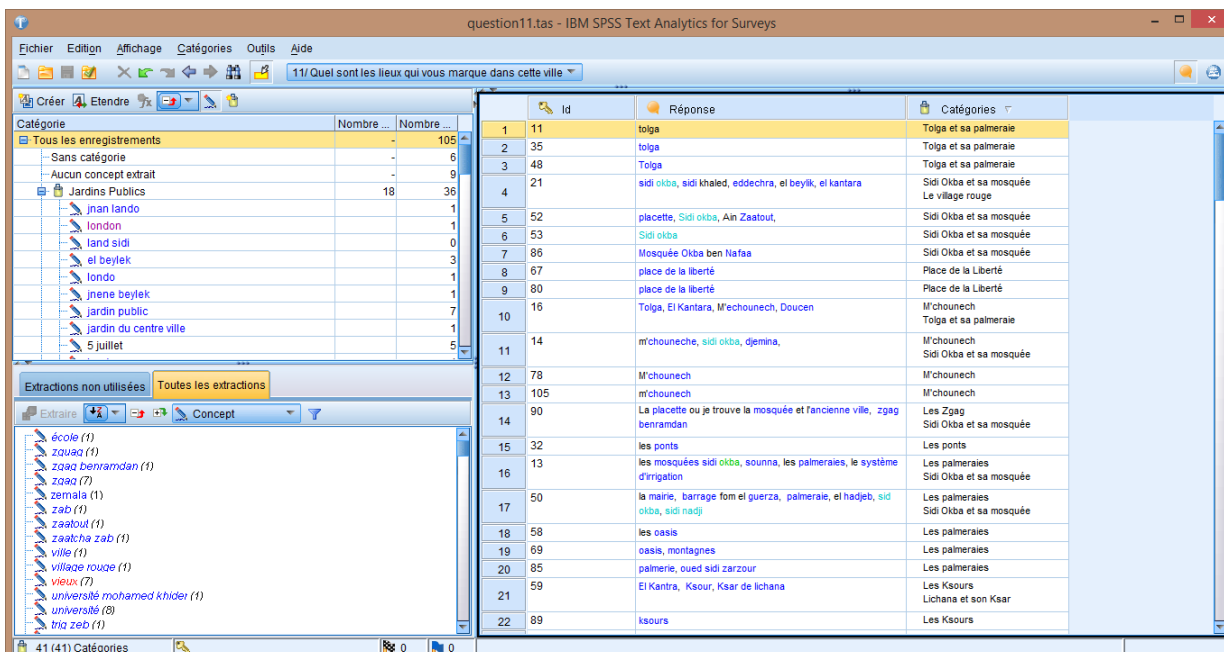 question11.tas - IBM SPSS Text Analytics for Surveys
Fichier Edition Affichage Catégories Outils Aide
11/ Quel sont les lieux qui vous marque dans cette ville
Créer Etendre
Catégorie Nombre ... Nombre ...
Tous les enregistrements - 105
Sans catégorie - 6
Aucun concept extrait - 9
Jardins Publics 18 36
jnan lando 1
london 1
land sidi 0
el beylek 3
londo 1
jnene beylek 1
jardin public 7
jardin du centre ville 1
5 juillet 5
Extractions non utilisées Toutes les extractions
Extraire Concept
école (1)
zguag (1)
zgag benramdan (1)
zgag (7)
zemala (1)
zab (1)
zaatout (1)
zaatcha zab (1)
ville (1)
village rouge (1)
vieux (7)
université mohamed khider (1)
université (8)
trig zeb (1)
41 (41) Catégories 0 0
Id Réponse Catégories
1 11 tolga Tolga et sa palmeraie
2 35 tolga Tolga et sa palmeraie
3 48 Tolga Tolga et sa palmeraie
4 21 sidi okba, sidi khaled, eddechra, el beylik, el kantara Sidi Okba et sa mosquée
Le village rouge
5 52 placette, Sidi okba, Ain Zaatout, Sidi Okba et sa mosquée
6 53 Sidi okba Sidi Okba et sa mosquée
7 86 Mosquée Okba ben Nafaa Sidi Okba et sa mosquée
8 67 place de la liberté Place de la Liberté
9 80 place de la liberté Place de la Liberté
10 16 Tolga, El Kantara, M'echounech, Doucen M'chounech
Tolga et sa palmeraie
11 14 m'chouneche, sidi okba, djemina, M'chounech
Sidi Okba et sa mosquée
12 78 M'chounech M'chounech
13 105 m'chounech M'chounech
14 90 La placette ou je trouve la mosquée et l'ancienne ville, zgag Les Zgag
benramdan Sidi Okba et sa mosquée
15 32 les ponts Les ponts
16 13 les mosquées sidi okba, sounna, les palmeraies, le système Les palmeraies
d'irrigation Sidi Okba et sa mosquée
17 50 la mairie, barrage fom el guerza, palmeraie, el hadjeb, sid Les palmeraies
okba, sidi nadji Sidi Okba et sa mosquée
18 58 les oasis Les palmeraies
19 69 oasis, montagnes Les palmeraies
20 85 palmerie, oued sidi zarzour Les palmeraies
21 59 El Kantra, Ksour, Ksar de lichana Les Ksours
Lichana et son Ksar
22 89 ksours Les Ksours